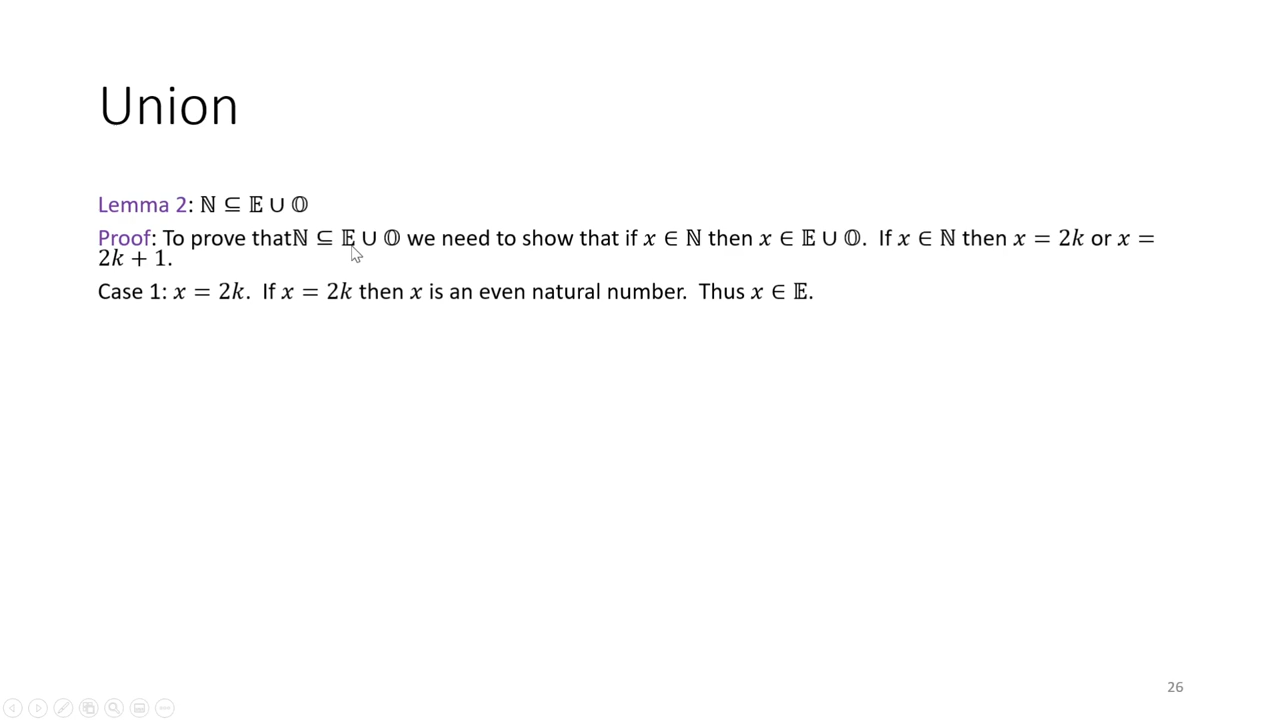 Union
Lemma 2: ℕ ⊆ 𝔼 ∪ 𝕆
Proof: To prove thatℕ ⊆ 𝔼 ∪ 𝕆 we need to show that if 𝑥 ∈ ℕ then 𝑥 ∈ 𝔼 ∪ 𝕆.  If 𝑥 ∈ ℕ then 𝑥 = 2𝑘 or 𝑥 =
2𝑘 + 1.
Case 1: 𝑥 = 2𝑘.  If 𝑥 = 2𝑘 then 𝑥 is an even natural number.  Thus 𝑥 ∈ 𝔼.
26